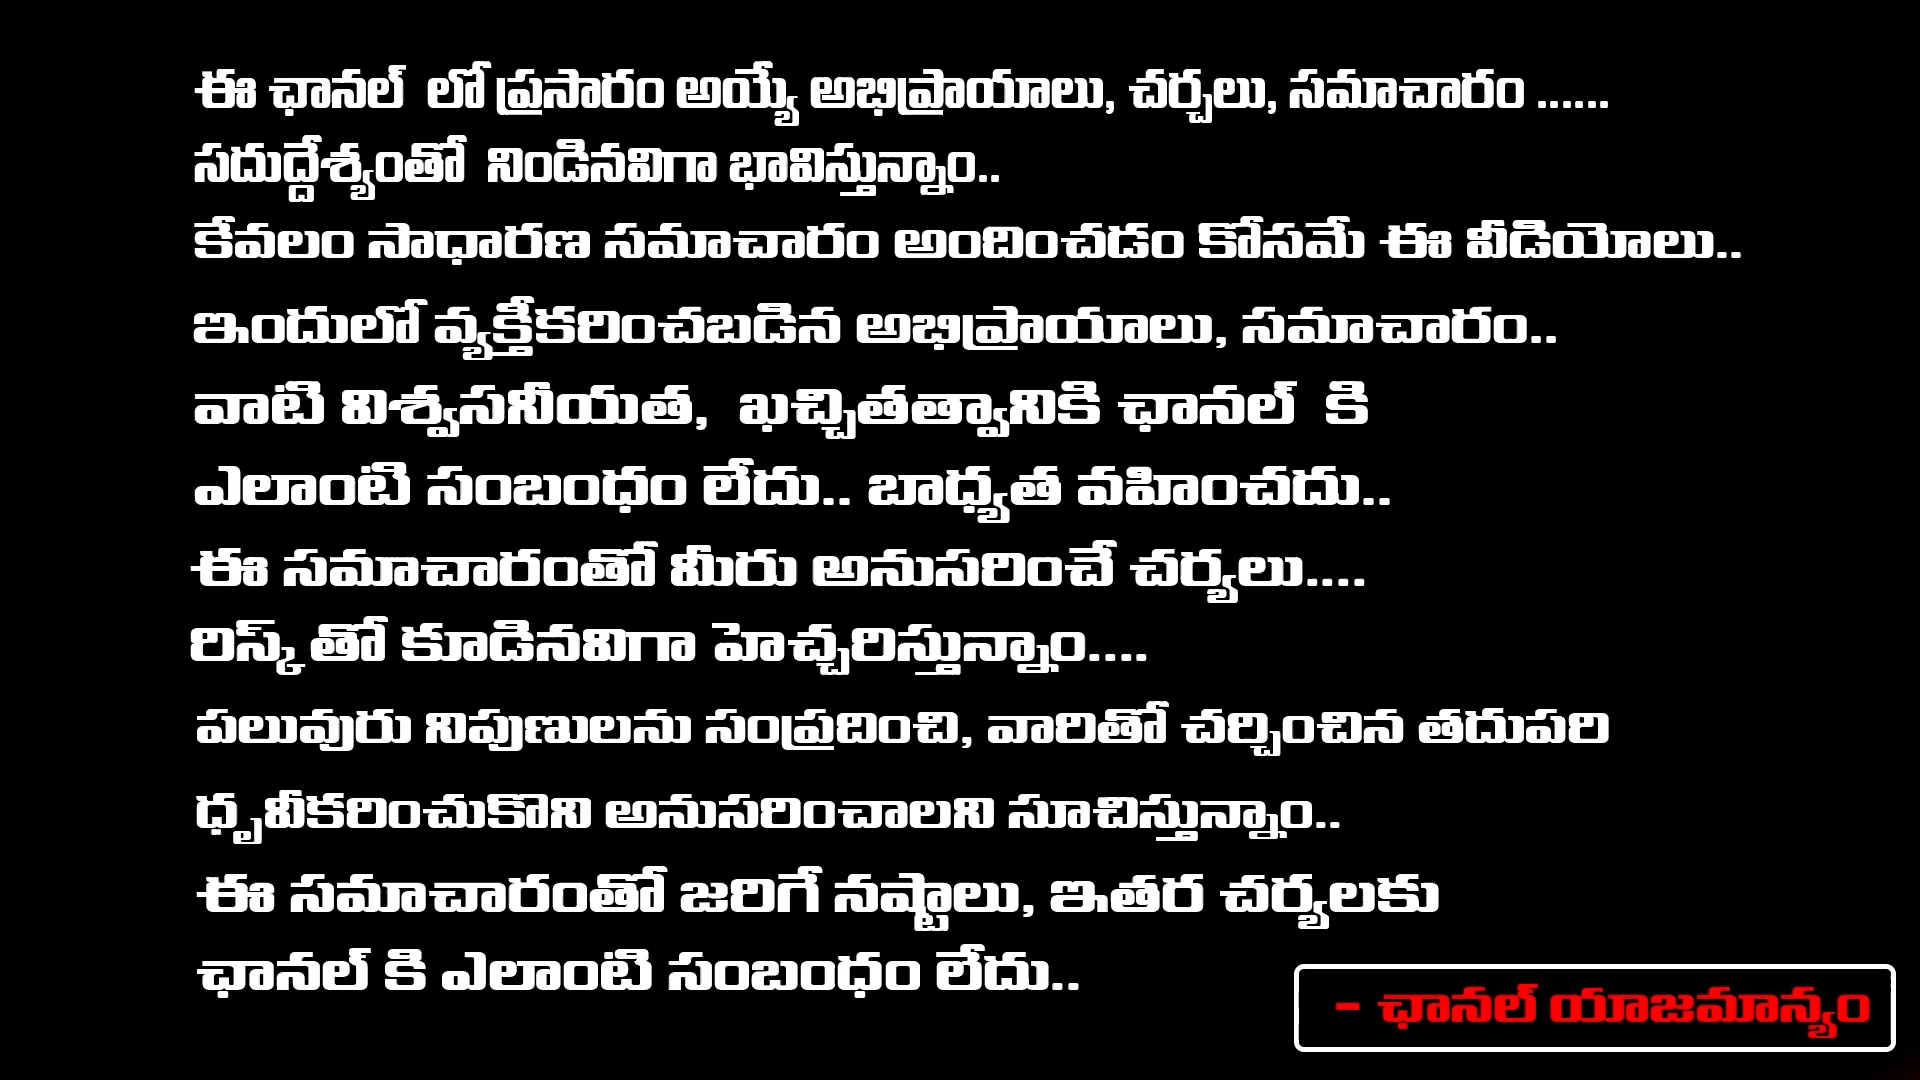 ఈ ఛానల్ లో ప్రసారం అయ్యే అభిప్రాయాలు, చర్చలు, సమాచారం ......
సదుద్దేశ్యంతో నిండినవిగా భావిస్తున్నాం..
కేవలం సాధారణ సమాచారం అందించడం కోసమే ఈ వీడియోలు..
ఇందులో వ్యక్తీకరించబడిన అభిప్రాయాలు, సమాచారం..
వాటి విశ్వసనీయత, ఖచ్చితత్వానికి ఛానల్ కి
ఎలాంటి సంబంధం లేదు.. బాధ్యత వహించదు..
ఈ సమాచారంతో మీరు అనుసరించే చర్యలు....
రిస్క్ తో కూడినవిగా హెచ్చరిస్తున్నాం....
పలువురు నిపుణులను సంప్రదించి, వారితో చర్చించిన తదుపరి
ధృవీకరించుకొని అనుసరించాలని సూచిస్తున్నాం..
ఈ సమాచారంతో జరిగే నష్టాలు, ఇతర చర్యలకు
ఛానల్ కి ఎలాంటి సంబంధం లేదు..
- ఛానల్ యాజమాన్యం